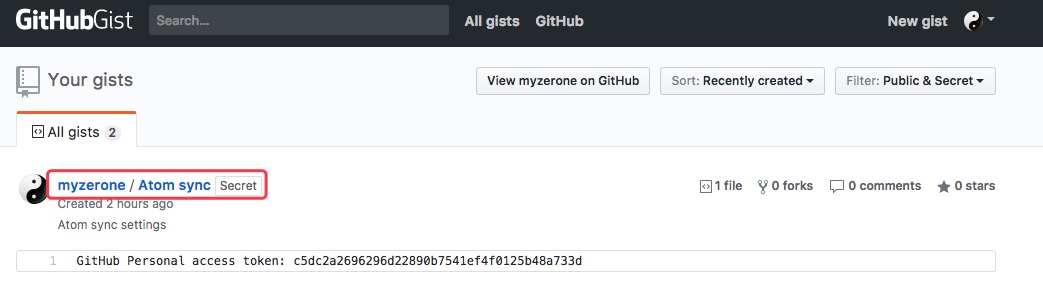 GitHubGist Search... All gists GitHub New gist
Your gists View myzerone on GitHub Sort: Recently created Filter: Public & Secret
All gists 2
myzerone / Atom sync Secret 1 file 0 forks 0 comments 0 stars
Created 2 hours ago
Atom sync settings
1 GitHub Personal access token: c5dc2a2696296d22890b7541ef4f0125b48a733d